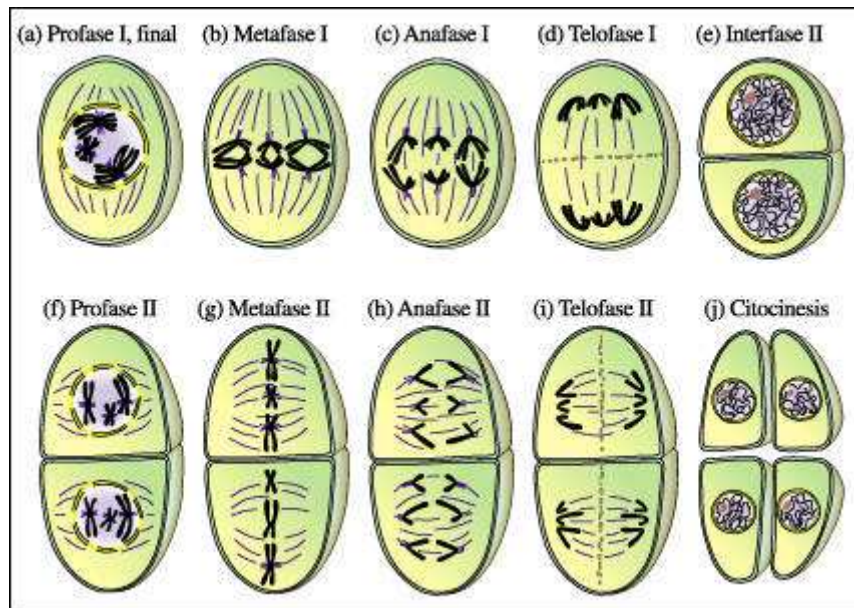 (a) Profase I, final
(b) Metafase I
(c) Anafase I
(d) Telofase I
(e) Interfase II
(f) Profase II
(g) Metafase II
(h) Anafase II
(i) Telofase II
(j) Citocinesis